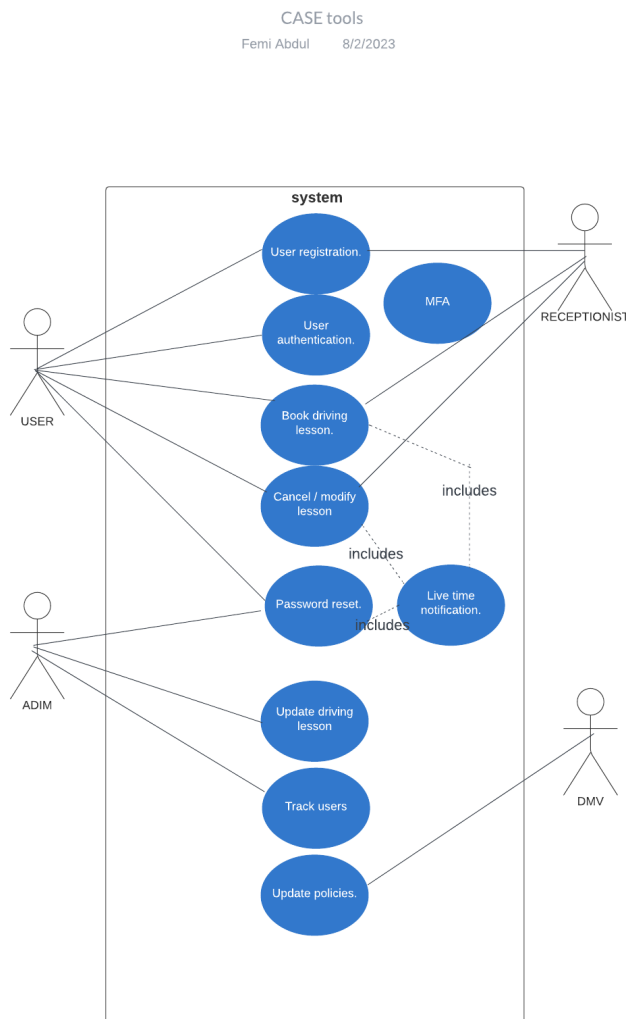 CASE tools
Femi Abdul 8/2/2023
system
User registration.
MFA
RECEPTIONIST
User
authentication.
USER
Book driving
lesson.
Cancel / modify
lesson
includes
includes
Password reset.
Live time
notification.
includes
ADIM
Update driving
lesson
Track users
DMV
Update policies.